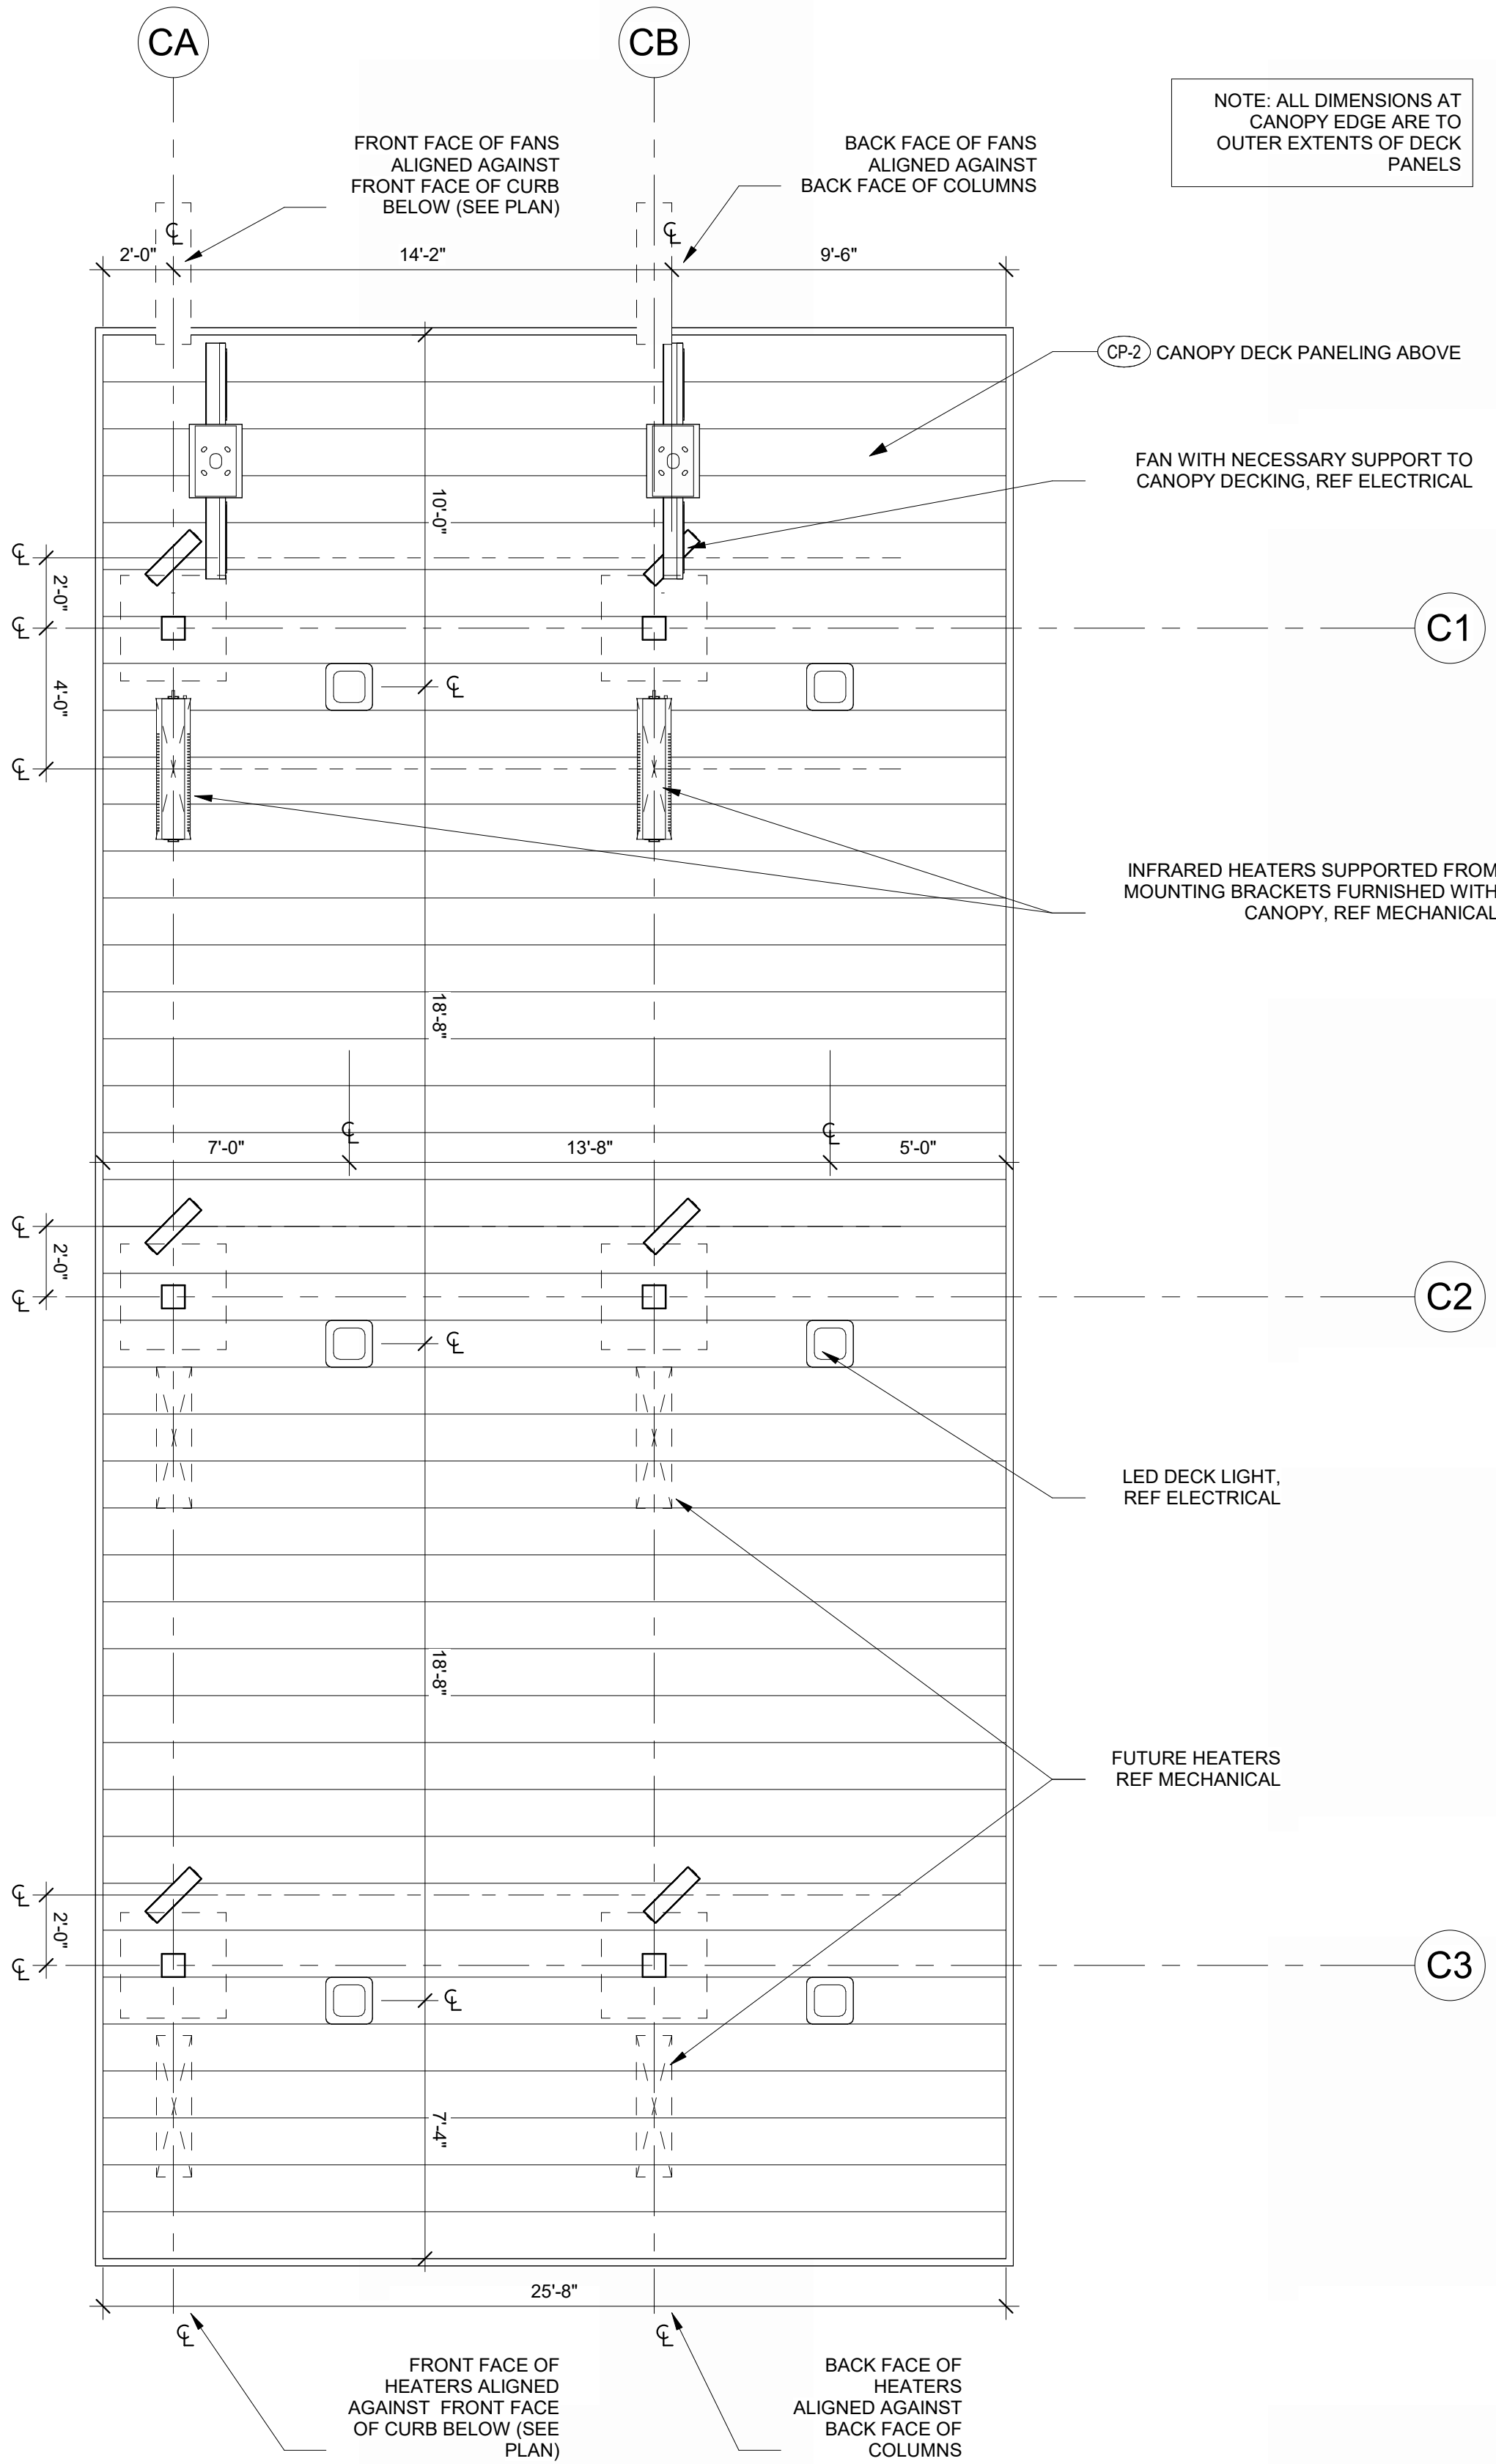 CA
CB
NOTE: ALL DIMENSIONS AT
CANOPY EDGE ARE TO
OUTER EXTENTS OF DECK
PANELS
FRONT FACE OF FANS
ALIGNED AGAINST
FRONT FACE OF CURB
BELOW (SEE PLAN)
BACK FACE OF FANS
ALIGNED AGAINST
BACK FACE OF COLUMNS
℄
℄
2'-0"
14'-2"
9'-6"
CP-2 CANOPY DECK PANELING ABOVE
FAN WITH NECESSARY SUPPORT TO
CANOPY DECKING, REF ELECTRICAL
10'-0"
℄
2'-0"
℄
C1
4'-0"
℄
℄
INFRARED HEATERS SUPPORTED FROM
MOUNTING BRACKETS FURNISHED WITH
CANOPY, REF MECHANICAL
18'-8"
℄
℄
7'-0"
13'-8"
5'-0"
℄
2'-0"
℄
C2
℄
LED DECK LIGHT,
REF ELECTRICAL
18'-8"
FUTURE HEATERS
REF MECHANICAL
℄
2'-0"
℄
C3
℄
7'-4"
25'-8"
℄
℄
FRONT FACE OF
HEATERS ALIGNED
AGAINST FRONT FACE
OF CURB BELOW (SEE
PLAN)
BACK FACE OF
HEATERS
ALIGNED AGAINST
BACK FACE OF
COLUMNS